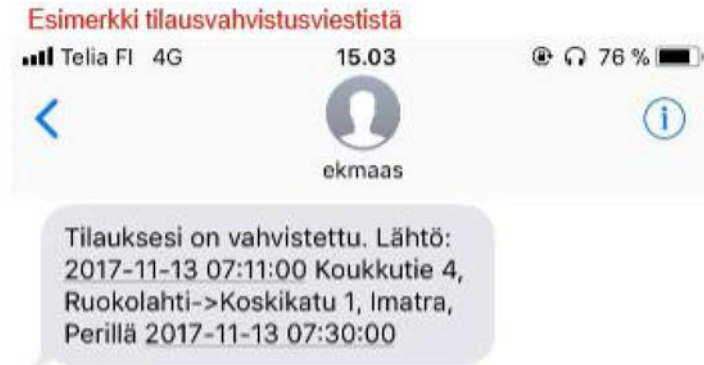 Esimerkki tilausvahvistusviestistä
Telia FI 4G 15.03 76 %
ekmaas
Tilauksesi on vahvistettu. Lähtö:
2017-11-13 07:11:00 Koukkutie 4,
Ruokolahti->Koskikatu 1, Imatra,
Perillä 2017-11-13 07:30:00